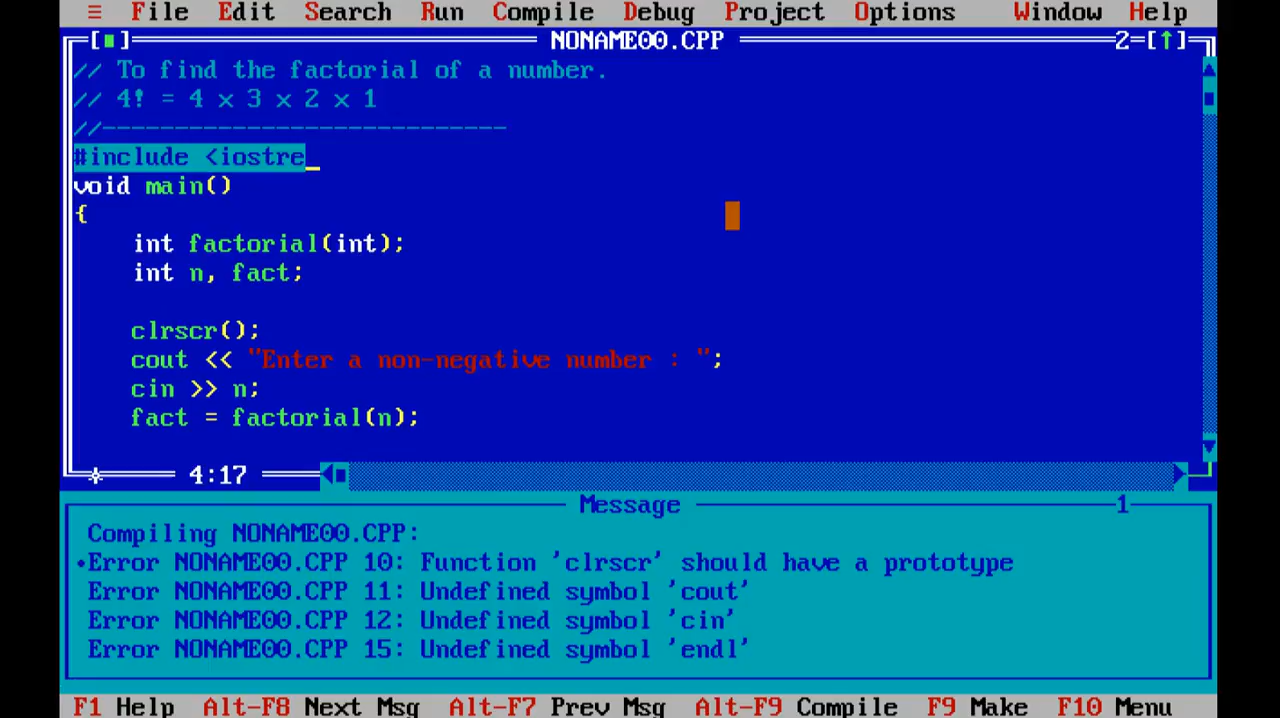 ≡ File Edit Search Run Compile Debug Project Options Window Help
[■] NONAME00.CPP 2=[↑]
// To find the factorial of a number.
// 4! = 4 x 3 x 2 x 1
//----------------------------
#include <iostre_
void main()
{
int factorial(int);
int n, fact;
clrscr();
cout << "Enter a non-negative number : ";
cin >> n;
fact = factorial(n);
4:17
Message 1
Compiling NONAME00.CPP:
•Error NONAME00.CPP 10: Function 'clrscr' should have a prototype
Error NONAME00.CPP 11: Undefined symbol 'cout'
Error NONAME00.CPP 12: Undefined symbol 'cin'
Error NONAME00.CPP 15: Undefined symbol 'endl'
F1 Help Alt-F8 Next Msg Alt-F7 Prev Msg Alt-F9 Compile F9 Make F10 Menu